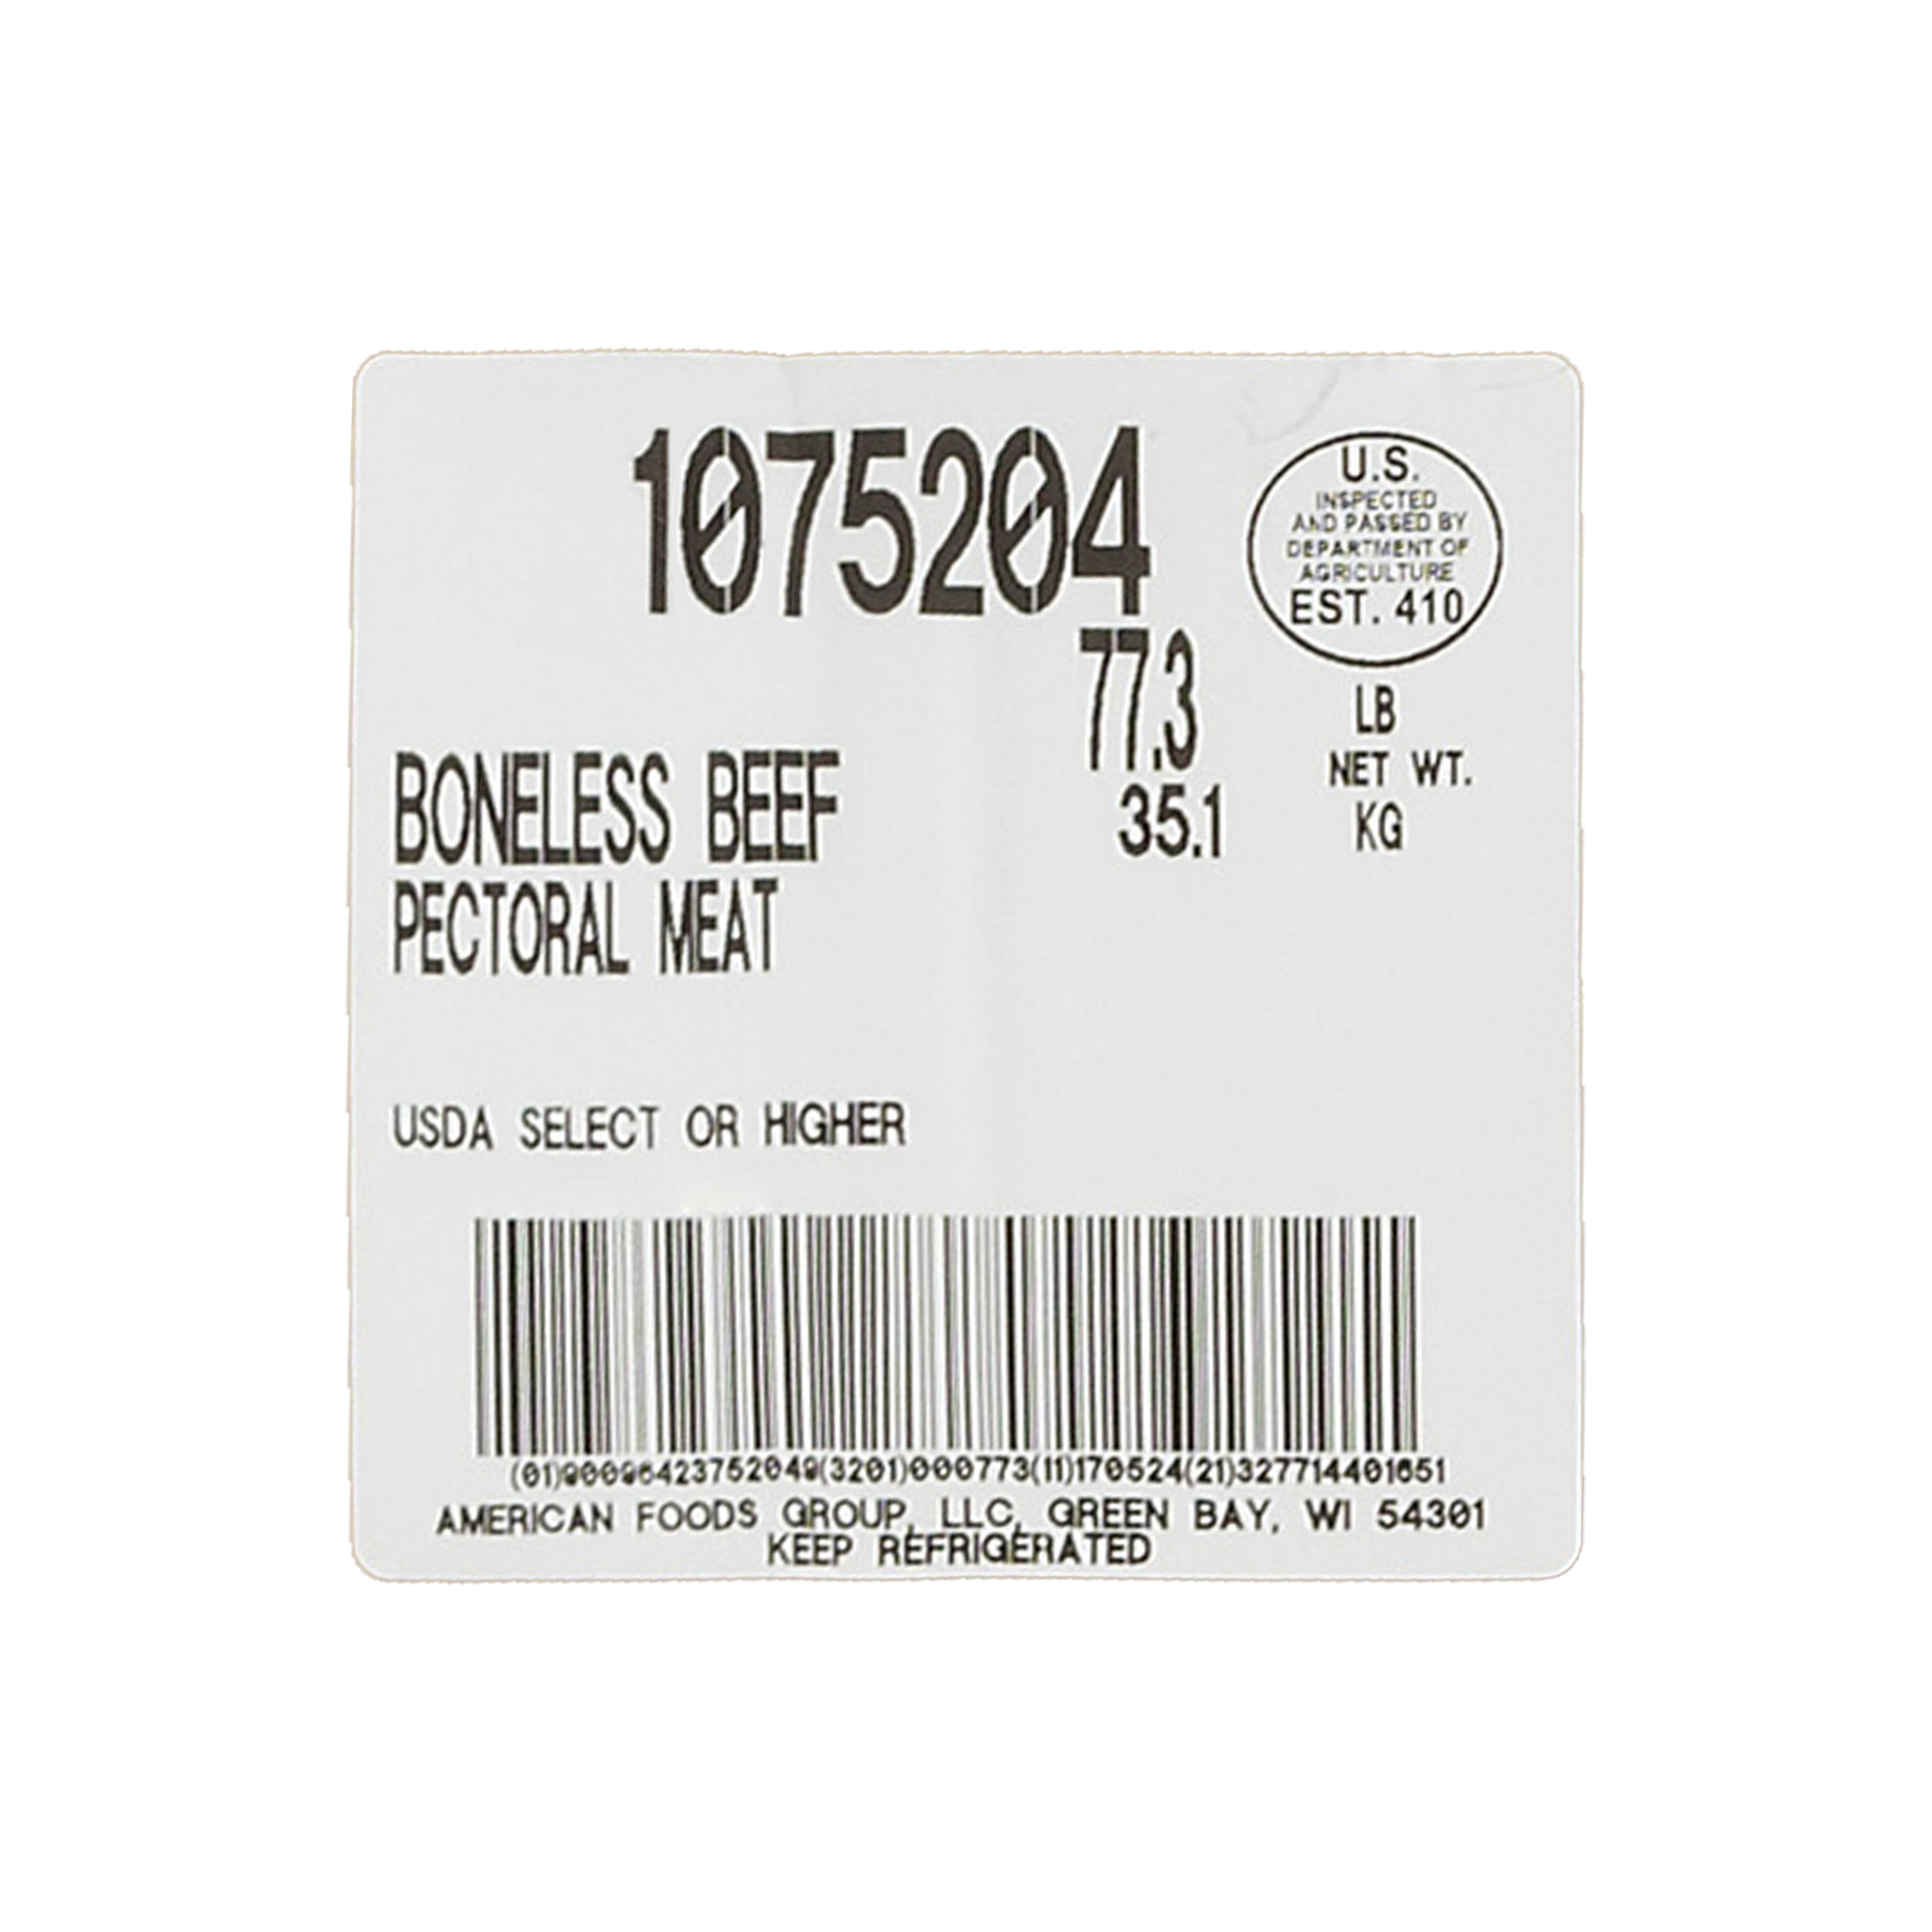 1075204
U.S.
INSPECTED
AND PASSED BY
DEPARTMENT OF
AGRICULTURE
EST. 410
77.3 LB
NET WT.
BONELESS BEEF
35.1 KG
PECTORAL MEAT
USDA SELECT OR HIGHER
(01)90096423752049(3201)000773(11)170524(21)327714401651
AMERICAN FOODS GROUP, LLC, GREEN BAY, WI 54301
KEEP REFRIGERATED